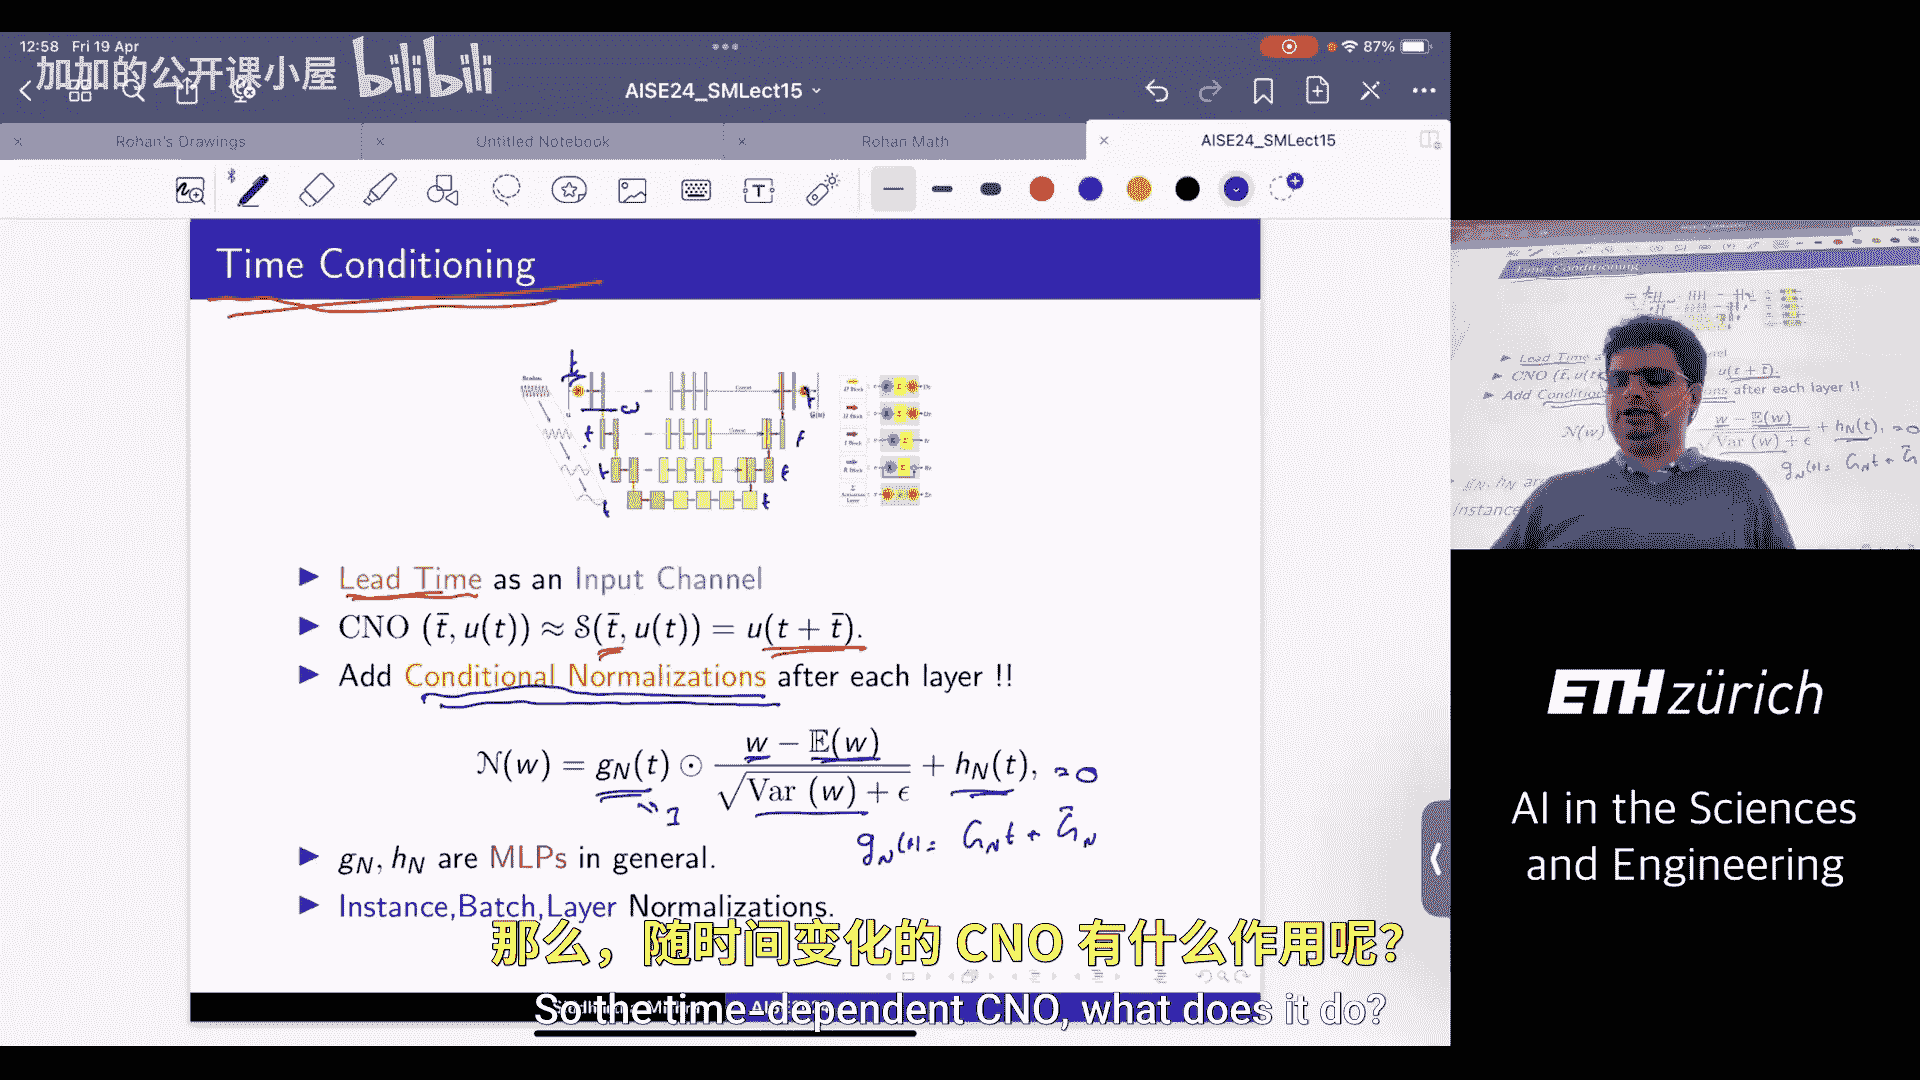 12:58 Fri 19 Apr
87%
加加的公开课小屋 bilibili
AISE24_SMLect15
Rohan's Drawings
Untitled Notebook
Rohan Math
AISE24_SMLect15
Time Conditioning
▶ Lead Time as an Input Channel
▶ CNO (t̄, u(t)) ≈ S(t̄, u(t)) = u(t + t̄).
▶ Add Conditional Normalizations after each layer !!
N(w) = g_N(t) ⊙ (w − 𝔼(w)) / √(Var (w) + ϵ) + h_N(t), = 0
g_N(t) = G_N t + G̅_N
▶ g_N, h_N are MLPs in general.
▶ Instance,Batch,Layer Normalizations.
那么，随时间变化的 CNO 有什么作用呢？
So the time-dependent CNO, what does it do?
ETH zürich
AI in the Sciences
and Engineering